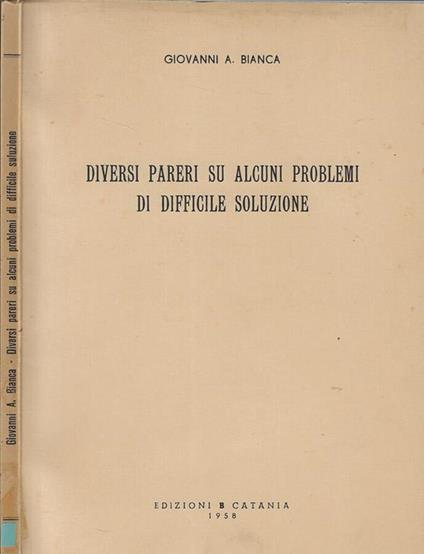 Giovanni A. Bianca - Diversi pareri su alcuni problemi di difficile soluzione
GIOVANNI A. BIANCA
DIVERSI PARERI SU ALCUNI PROBLEMI
DI DIFFICILE SOLUZIONE
EDIZIONI B CATANIA
1958